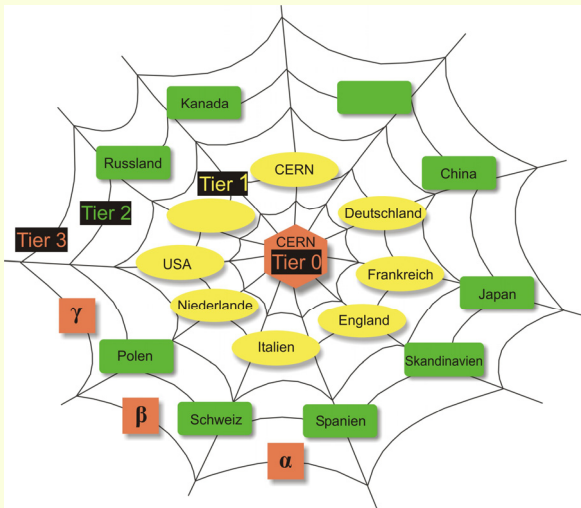 Kanada
Russland
China
CERN
Tier 1
Tier 2
Tier 3
Deutschland
CERN
Tier 0
USA
Frankreich
Niederlande
Japan
γ
England
Italien
Polen
Skandinavien
β
Schweiz
Spanien
α